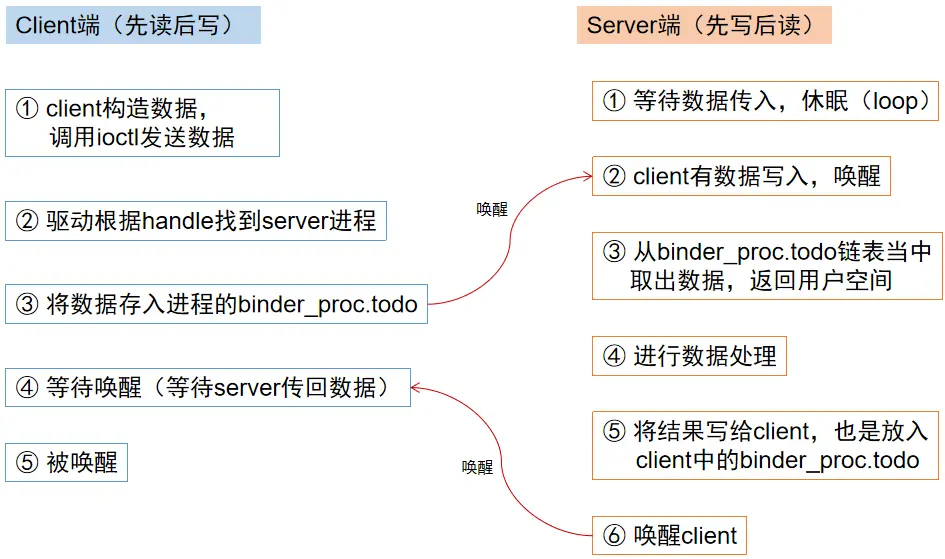 Client端（先读后写）
① client构造数据，
调用ioctl发送数据
② 驱动根据handle找到server进程
③ 将数据存入进程的binder_proc.todo
④ 等待唤醒（等待server传回数据）
⑤ 被唤醒
唤醒
唤醒
Server端（先写后读）
① 等待数据传入，休眠（loop）
② client有数据写入，唤醒
③ 从binder_proc.todo链表当中
取出数据，返回用户空间
④ 进行数据处理
⑤ 将结果写给client，也是放入
client中的binder_proc.todo
⑥ 唤醒client